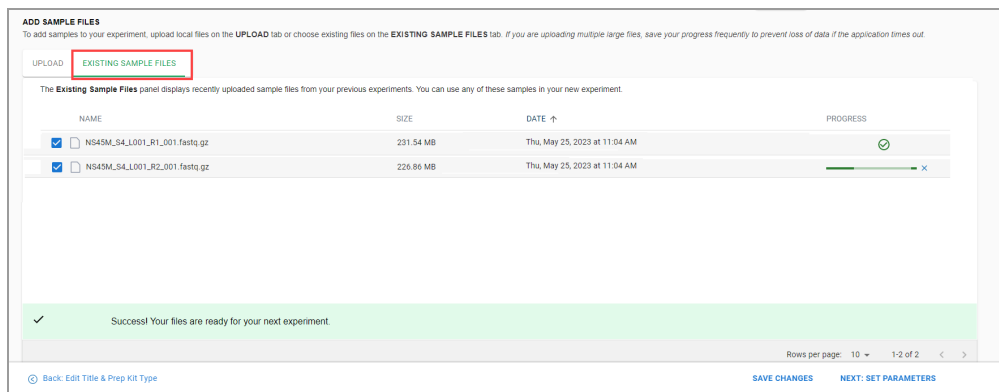 ADD SAMPLE FILES
To add samples to your experiment, upload local files on the UPLOAD tab or choose existing files on the EXISTING SAMPLE FILES tab. If you are uploading multiple large files, save your progress frequently to prevent loss of data if the application times out.
UPLOAD EXISTING SAMPLE FILES
The Existing Sample Files panel displays recently uploaded sample files from your previous experiments. You can use any of these samples in your new experiment.
NAME SIZE DATE ↑ PROGRESS
NS45M_S4_L001_R1_001.fastq.gz 231.54 MB Thu, May 25, 2023 at 11:04 AM
NS45M_S4_L001_R2_001.fastq.gz 226.86 MB Thu, May 25, 2023 at 11:04 AM
Success! Your files are ready for your next experiment.
Rows per page: 10 1-2 of 2
Back: Edit Title & Prep Kit Type SAVE CHANGES NEXT: SET PARAMETERS